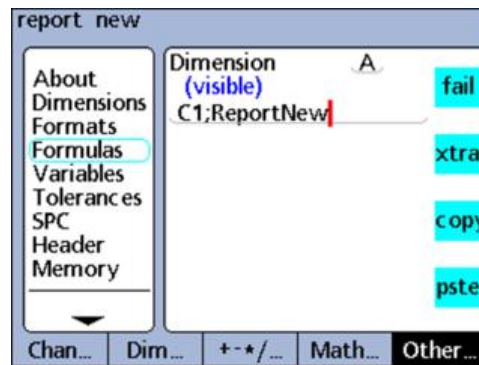 report new
About
Dimensions
Formats
Formulas
Variables
Tolerances
SPC
Header
Memory
Dimension A
(visible)
C1;ReportNew
fail
xtra
copy
pste
Chan... Dim... +-*/... Math... Other...